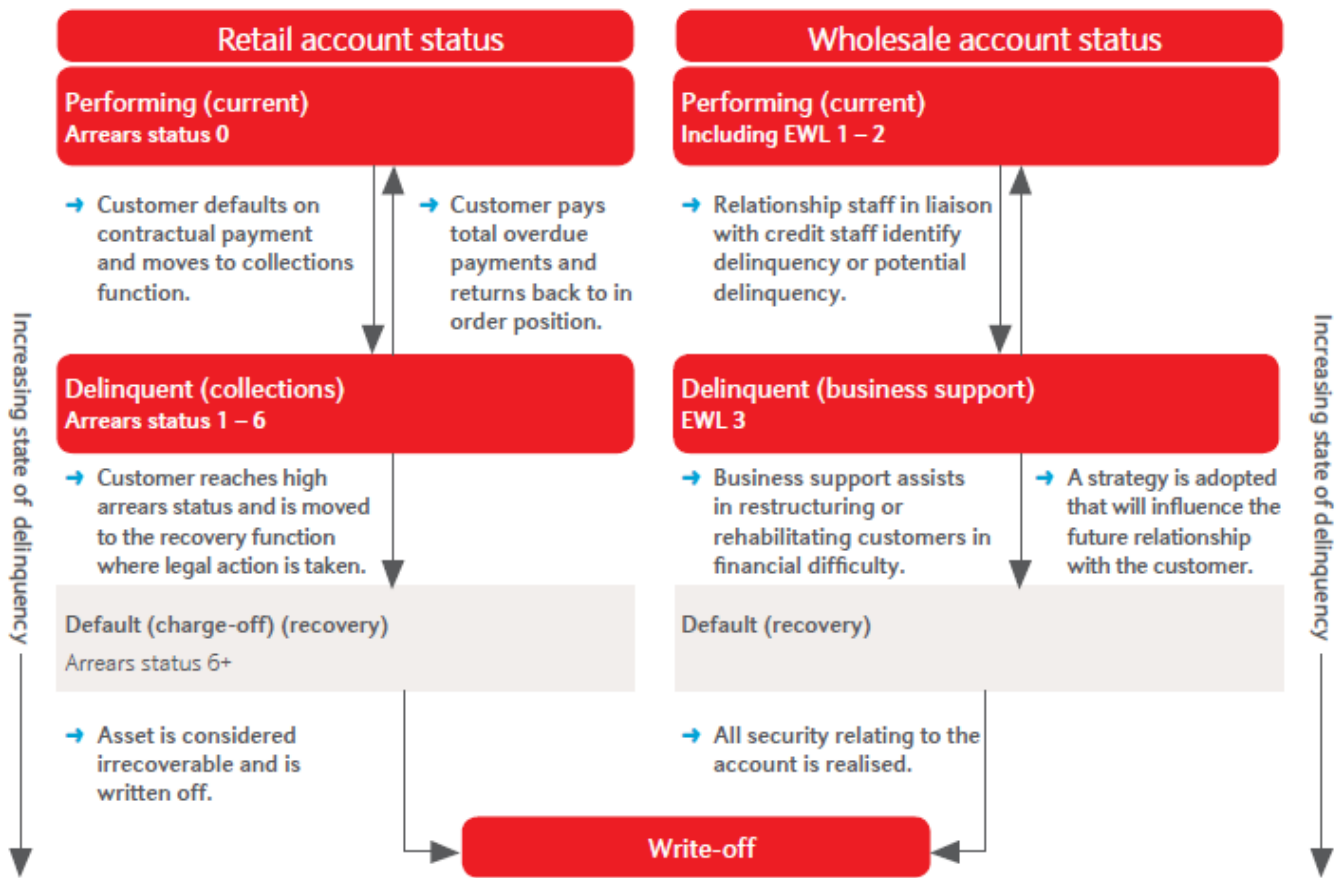 Retail account status
Wholesale account status
Performing (current)
Arrears status 0
Performing (current)
Including EWL 1 – 2
Customer defaults on
contractual payment
and moves to collections
function.
Customer pays
total overdue
payments and
returns back to in
order position.
Relationship staff in liaison
with credit staff identify
delinquency or potential
delinquency.
Increasing state of delinquency
Increasing state of delinquency
Delinquent (collections)
Arrears status 1 – 6
Delinquent (business support)
EWL 3
Customer reaches high
arrears status and is moved
to the recovery function
where legal action is taken.
Business support assists
in restructuring or
rehabilitating customers in
financial difficulty.
A strategy is adopted
that will influence the
future relationship
with the customer.
Default (charge-off) (recovery)
Arrears status 6+
Default (recovery)
Asset is considered
irrecoverable and is
written off.
All security relating to the
account is realised.
Write-off